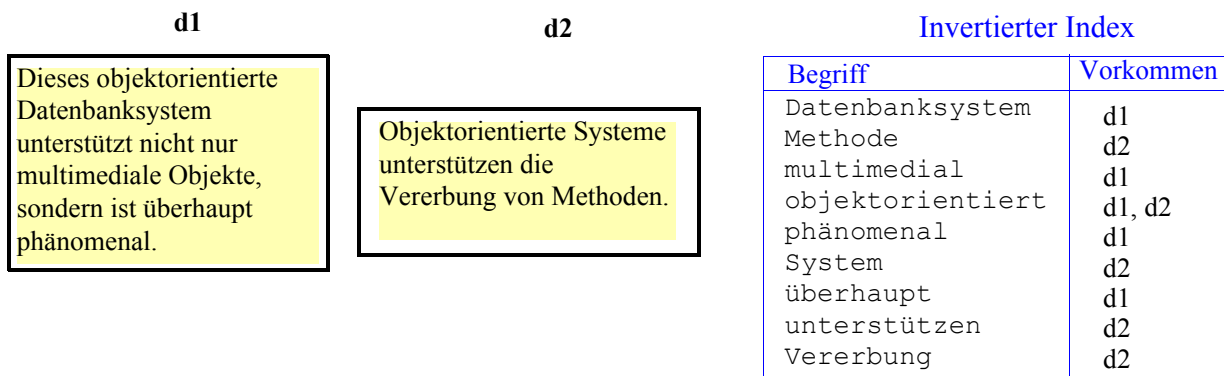 d1
Dieses objektorientierte
Datenbanksystem
unterstützt nicht nur
multimediale Objekte,
sondern ist überhaupt
phänomenal.
d2
Objektorientierte Systeme
unterstützen die
Vererbung von Methoden.
Invertierter Index
Begriff Vorkommen
Datenbanksystem d1
Methode d2
multimedial d1
objektorientiert d1, d2
phänomenal d1
System d2
überhaupt d1
unterstützen d2
Vererbung d2